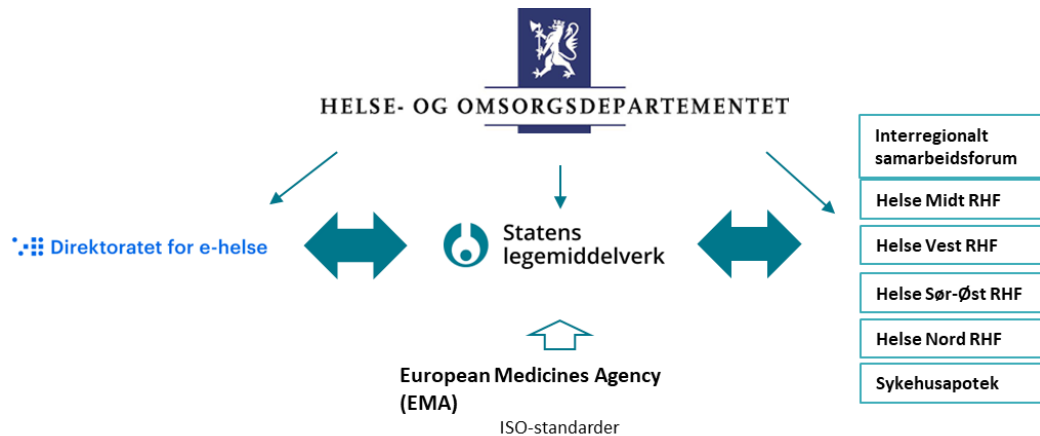 HELSE- OG OMSORGSDEPARTEMENTET
Interregionalt
samarbeidsforum
Helse Midt RHF
Direktoratet for e-helse
Statens
legemiddelverk
Helse Vest RHF
Helse Sør-Øst RHF
Helse Nord RHF
Sykehusapotek
European Medicines Agency
(EMA)
ISO-standarder